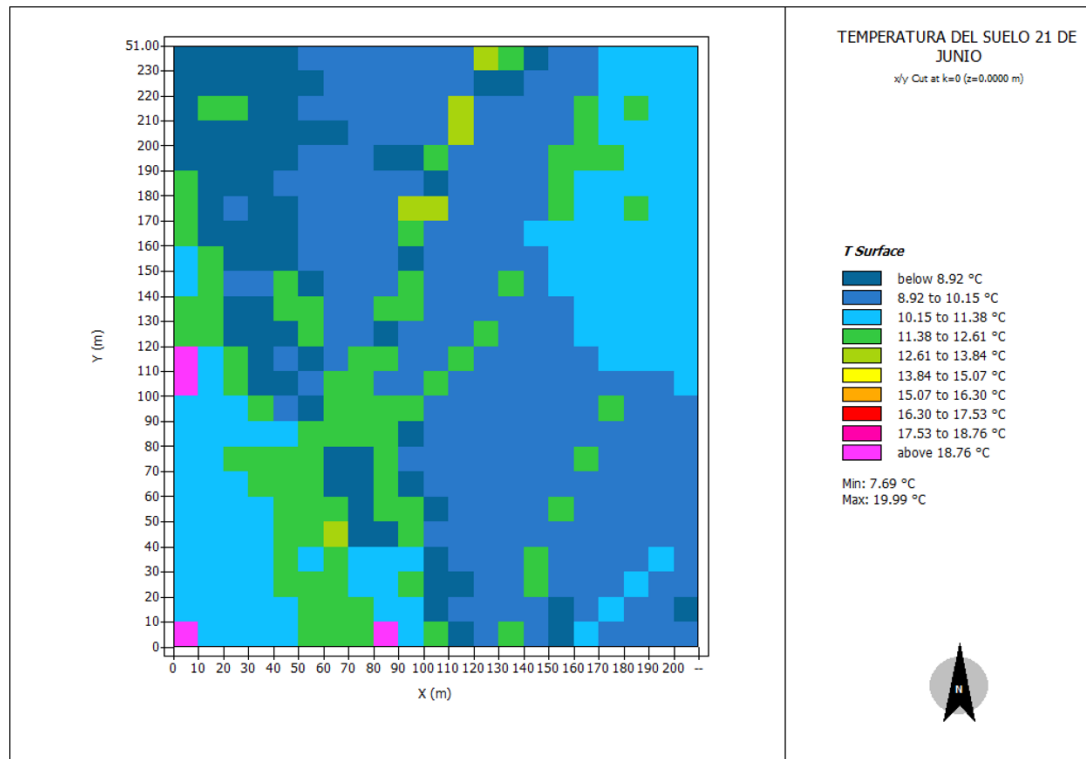 TEMPERATURA DEL SUELO 21 DE
JUNIO
x/y Cut at k=0 (z=0.0000 m)
51.00
230
220
210
200
190
180
170
160
150
140
130
120
110
100
90
80
70
60
50
40
30
20
10
0
Y (m)
0 10 20 30 40 50 60 70 80 90 100 110 120 130 140 150 160 170 180 190 200 --
X (m)
T Surface
below 8.92 °C
8.92 to 10.15 °C
10.15 to 11.38 °C
11.38 to 12.61 °C
12.61 to 13.84 °C
13.84 to 15.07 °C
15.07 to 16.30 °C
16.30 to 17.53 °C
17.53 to 18.76 °C
above 18.76 °C
Min: 7.69 °C
Max: 19.99 °C
N